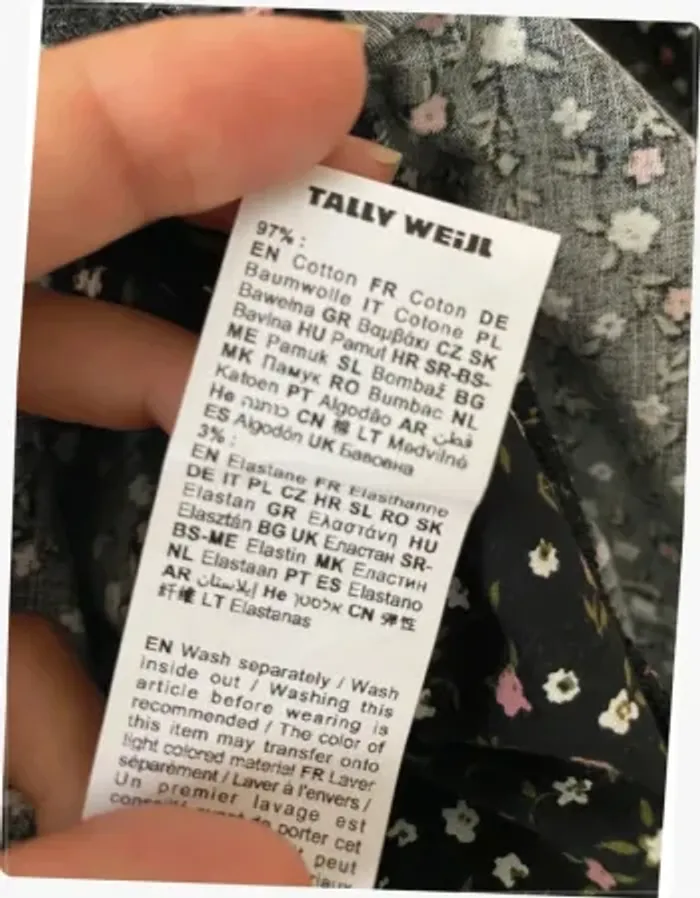 TALLY WEiJL
97% :
EN Cotton FR Coton DE
Baumwolle IT Cotone PL
Bawełna GR Βαμβάκι CZ SK
Bavlna HU Pamut HR SR-BS-
ME Pamuk SL Bombaž BG
MK Памук RO Bumbac NL
Katoen PT Algodão AR قطن
He כותנה CN 棉 LT Medvilnė
ES Algodón UK Бавовна
3% :
EN Elastane FR Elasthanne
DE IT PL CZ HR SL RO SK
Elastan GR Ελαστάνη HU
Elasztán BG UK Еластан SR-
BS-ME Elastin MK Еластин
NL Elastaan PT ES Elastano
AR إيلاستان He אלסטן CN 弹性
纤维 LT Elastanas
EN Wash separately / Wash
inside out / Washing this
article before wearing is
recommended / The color of
this item may transfer onto
light colored material FR Laver
séparément / Laver à l'envers /
Un premier lavage est
de porter cet
peut